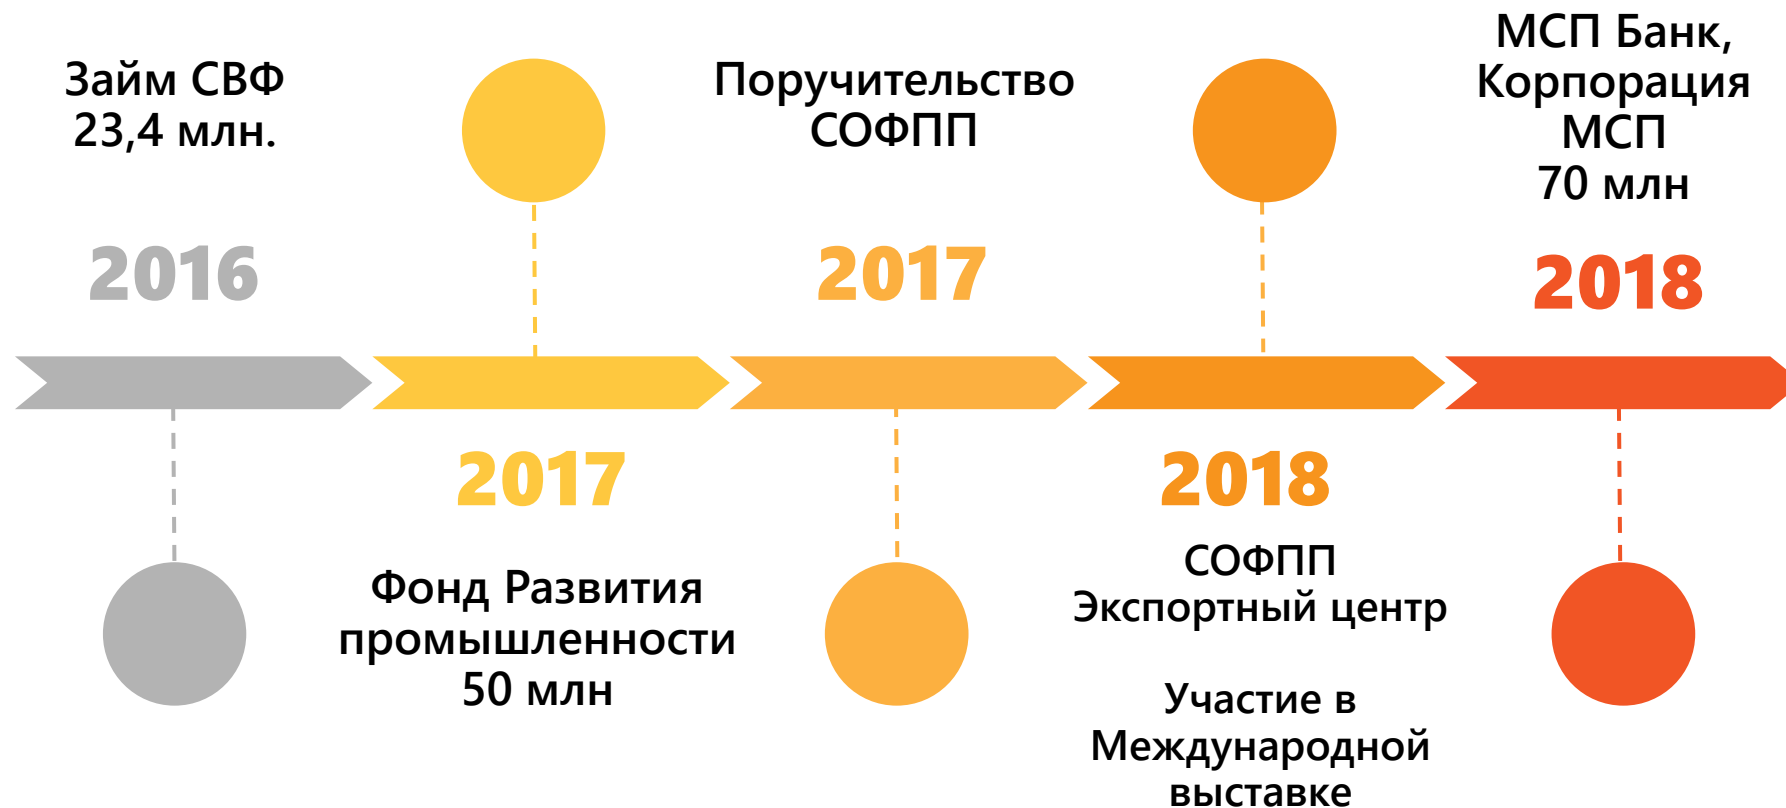 Займ СВФ
23,4 млн.
2016
2017
Фонд Развития
промышленности
50 млн
Поручительство
СОФПП
2017
2018
СОФПП
Экспортный центр
Участие в
Международной
выставке
МСП Банк,
Корпорация
МСП
70 млн
2018